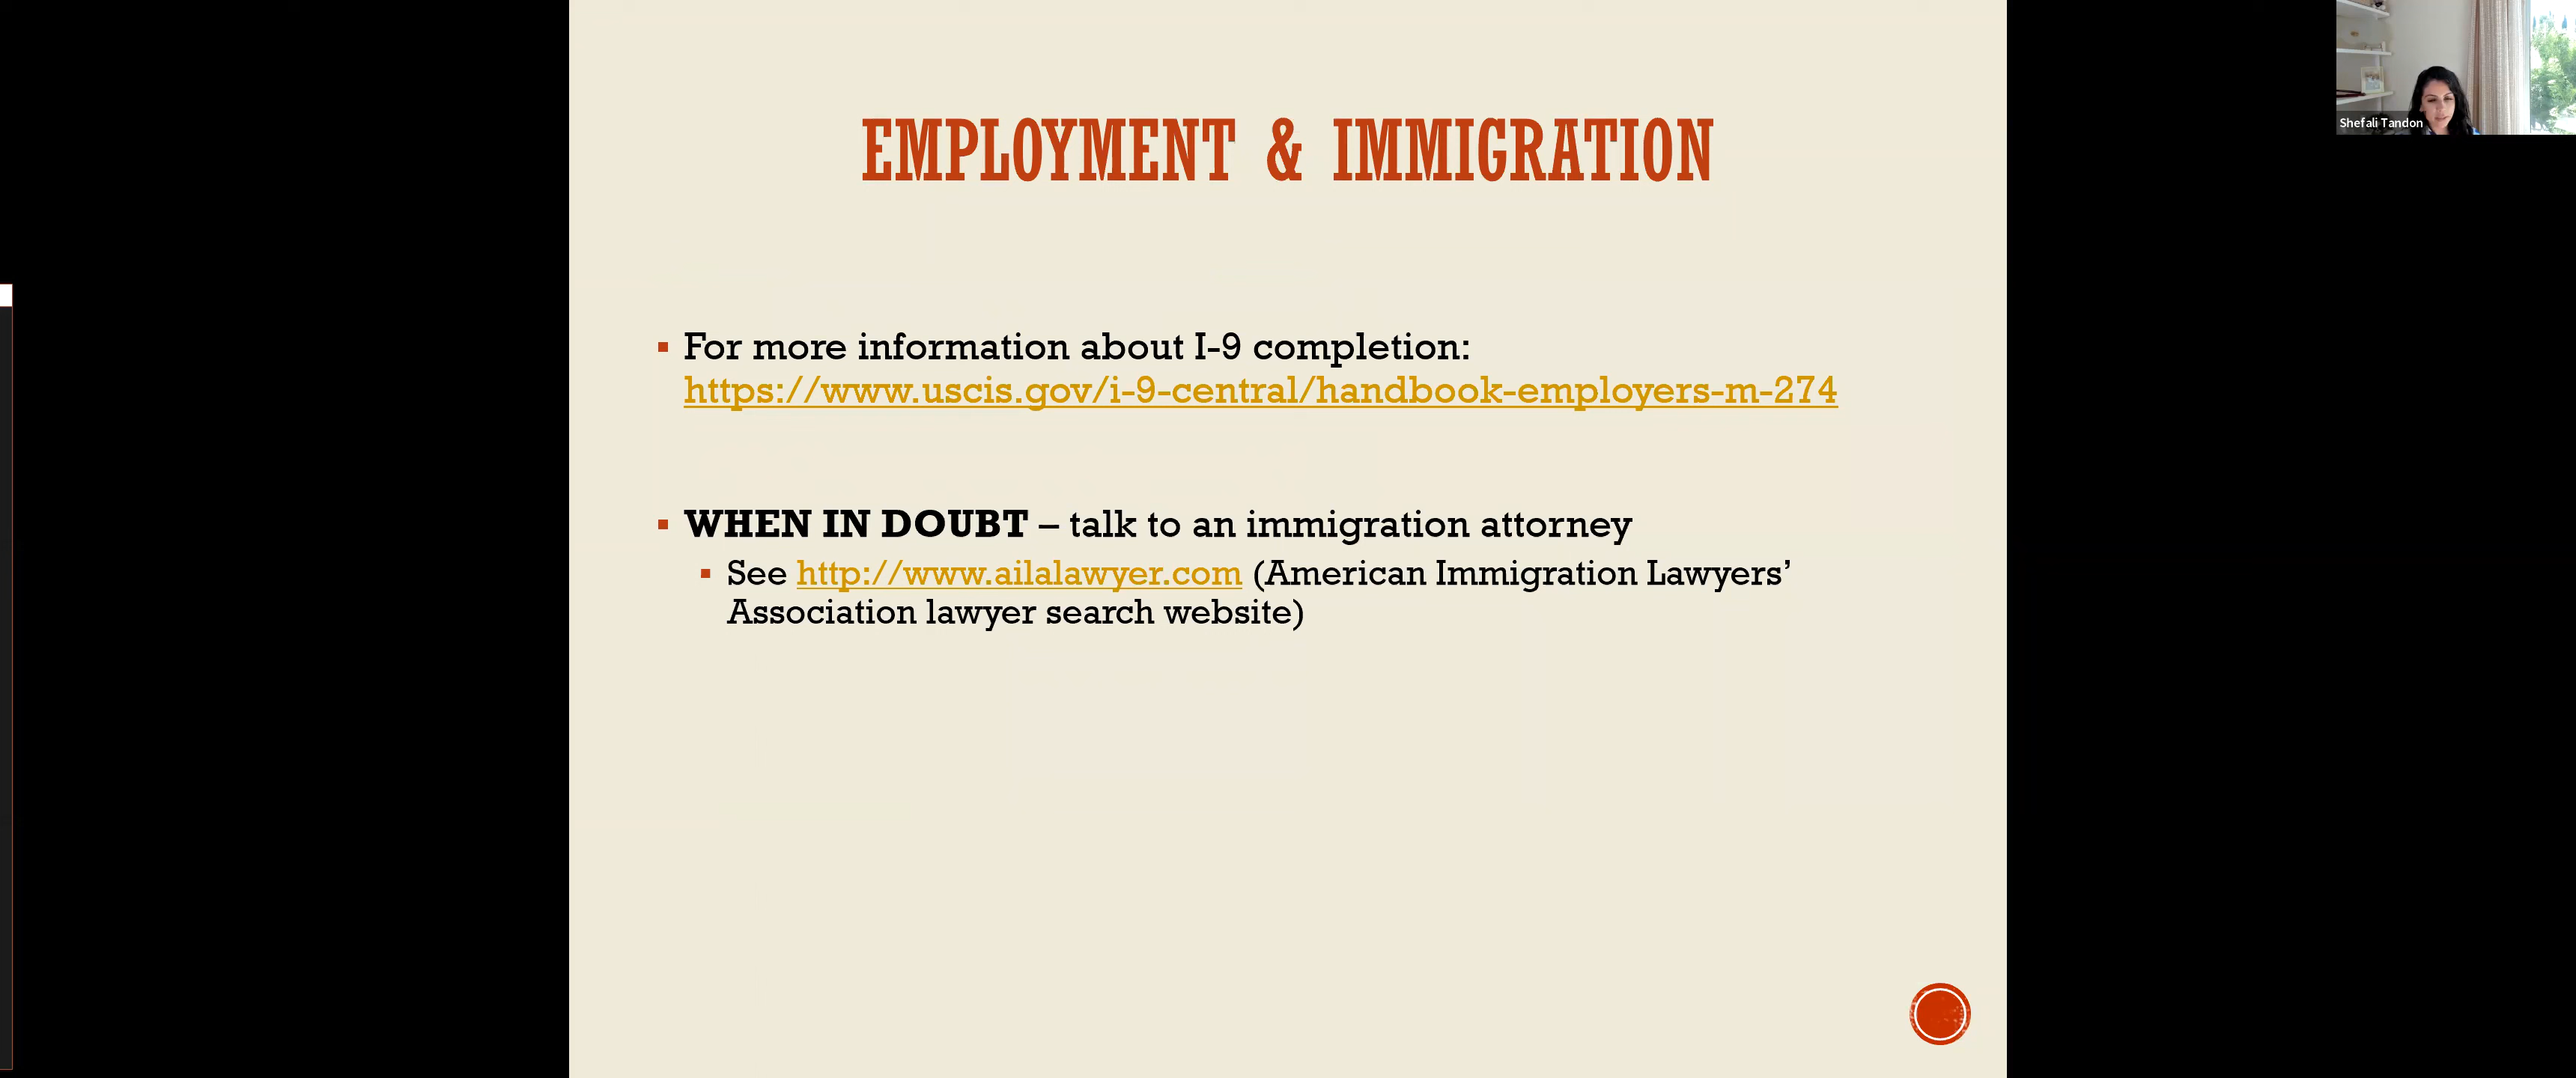 EMPLOYMENT & IMMIGRATION
For more information about I-9 completion:
https://www.uscis.gov/i-9-central/handbook-employers-m-274
WHEN IN DOUBT – talk to an immigration attorney
See http://www.ailalawyer.com (American Immigration Lawyers’
Association lawyer search website)
Shefali Tandon